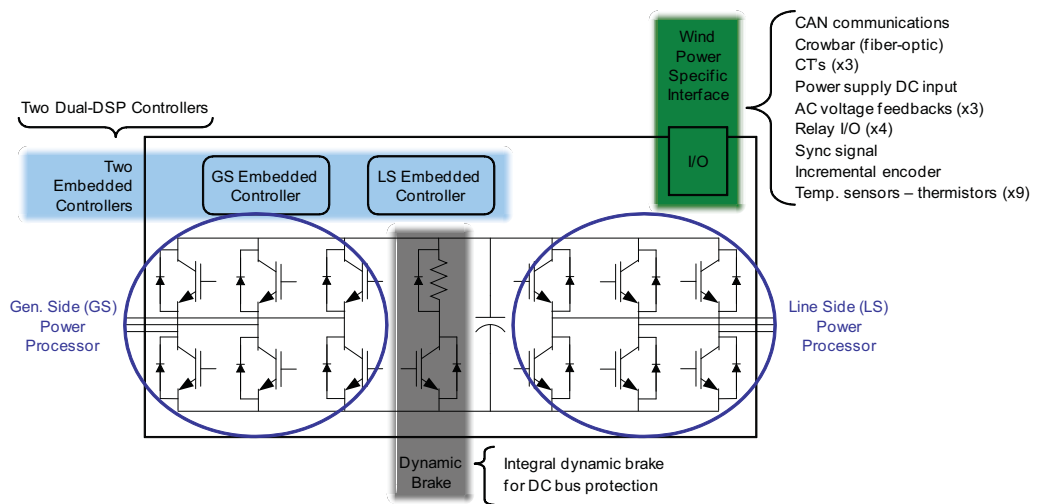 Two Dual-DSP Controllers
Two
Embedded
Controllers
GS Embedded
Controller
LS Embedded
Controller
Wind
Power
Specific
Interface
I/O
CAN communications
Crowbar (fiber-optic)
CT's (x3)
Power supply DC input
AC voltage feedbacks (x3)
Relay I/O (x4)
Sync signal
Incremental encoder
Temp. sensors – thermistors (x9)
Gen. Side (GS)
Power
Processor
Line Side (LS)
Power
Processor
Dynamic
Brake
Integral dynamic brake
for DC bus protection